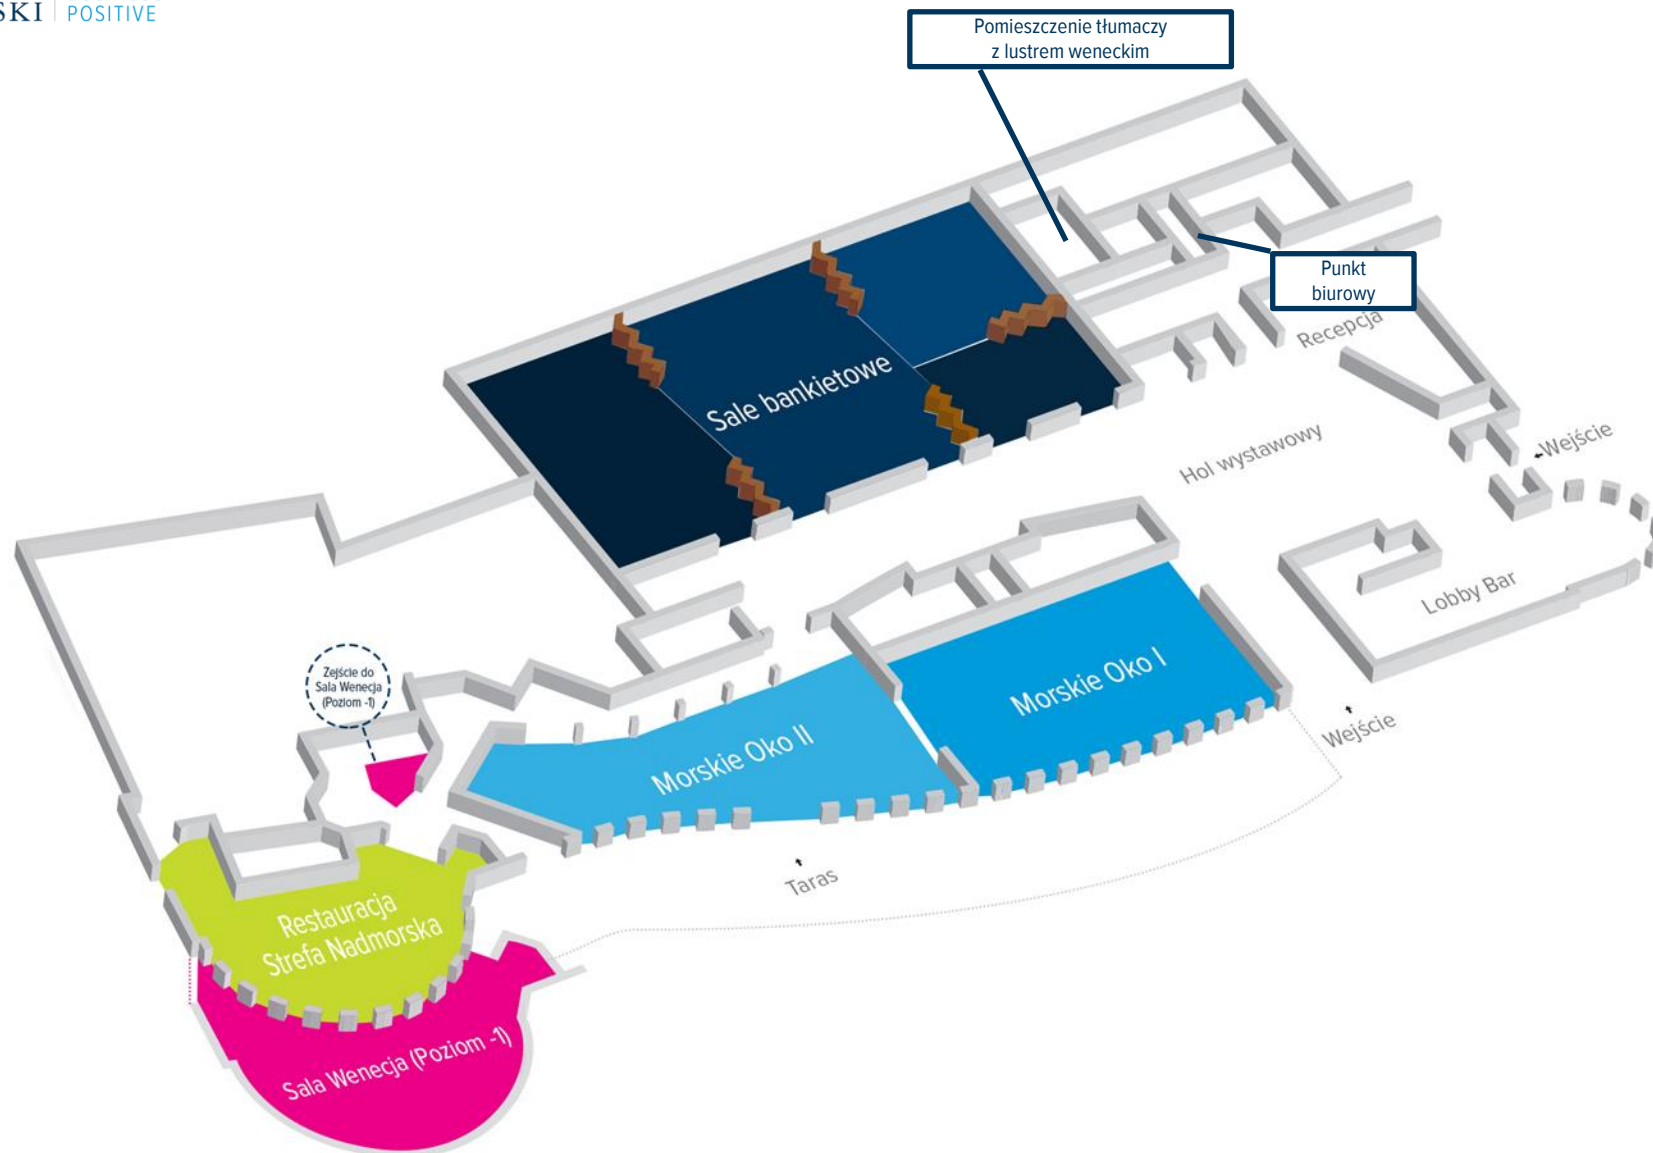 POSITIVE
Pomieszczenie tłumaczy
z lustrem weneckim
Punkt
biurowy
Recepcja
Sale bankietowe
Hol wystawowy
Wejście
Lobby Bar
Morskie Oko I
Wejście
Zejście do
Sala Wenecja
(Poziom -1)
Morskie Oko II
Taras
Restauracja
Strefa Nadmorska
Sala Wenecja (Poziom -1)